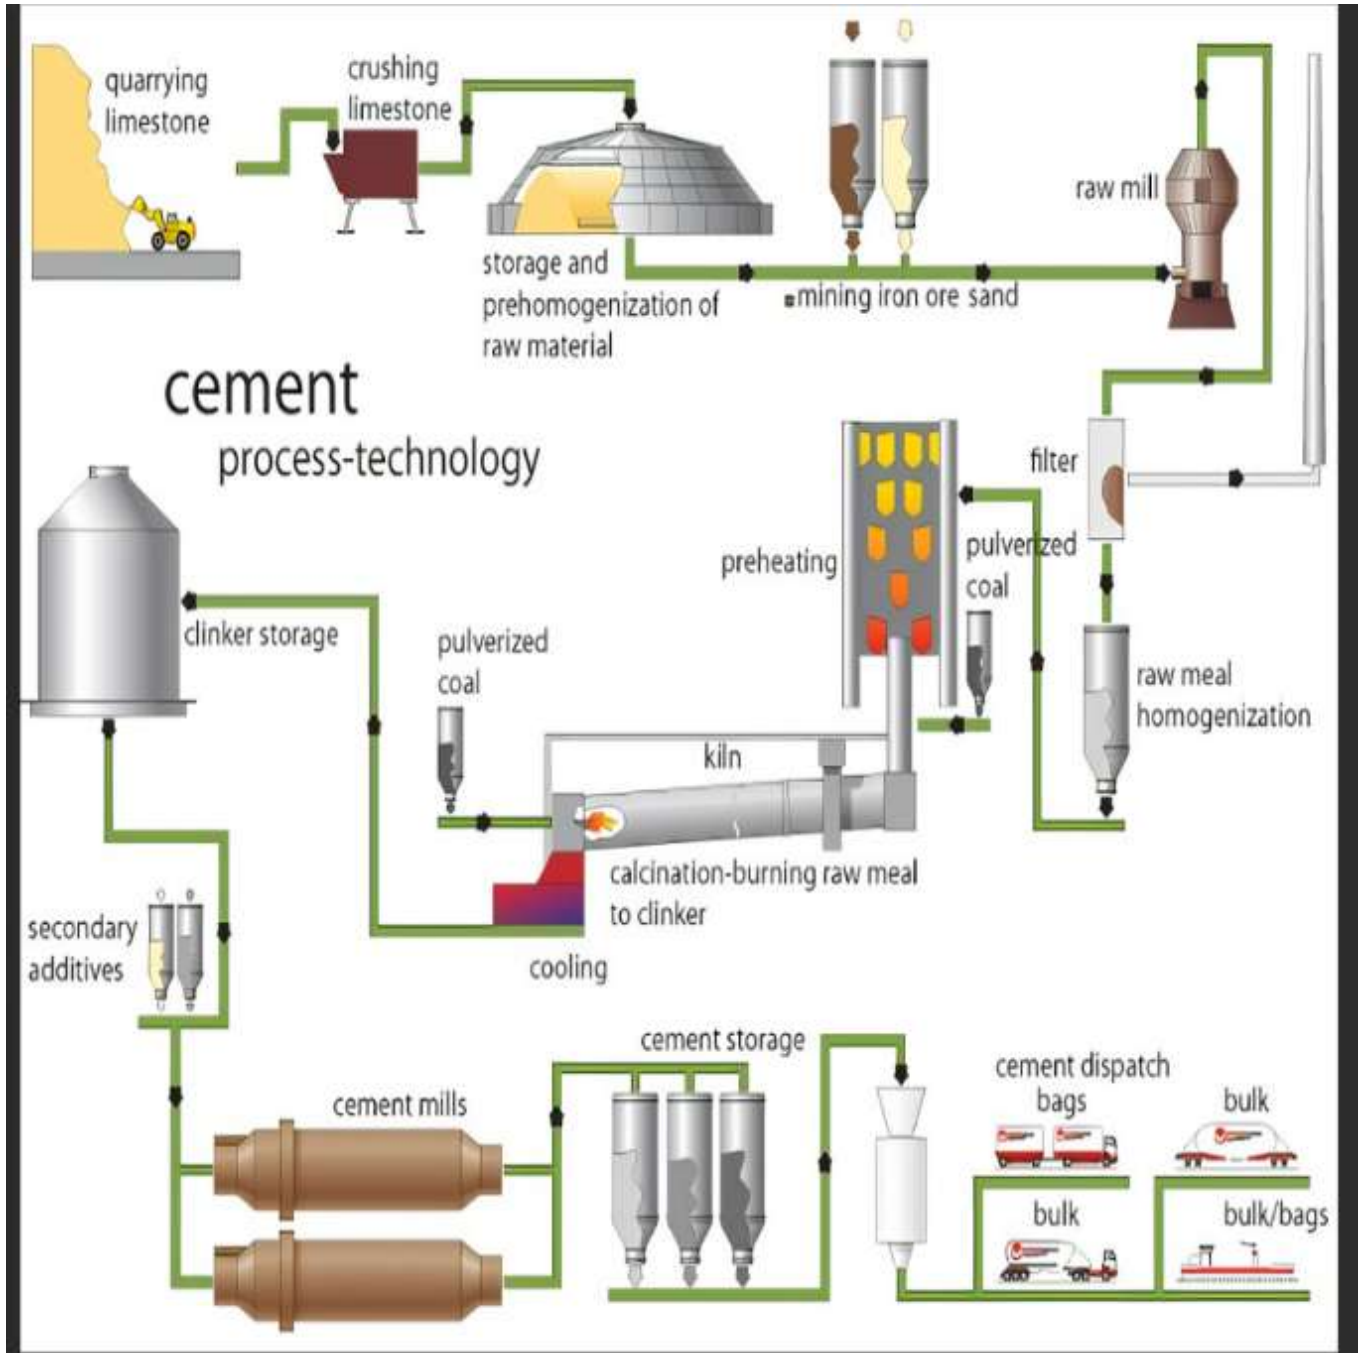 quarrying
limestone
crushing
limestone
storage and
prehomogenization of
raw material
mining iron ore sand
raw mill
cement
process-technology
filter
preheating
pulverized
coal
clinker storage
pulverized
coal
raw meal
homogenization
kiln
calcination-burning raw meal
to clinker
cooling
secondary
additives
cement storage
cement mills
cement dispatch
bags
bulk
bulk
bulk/bags